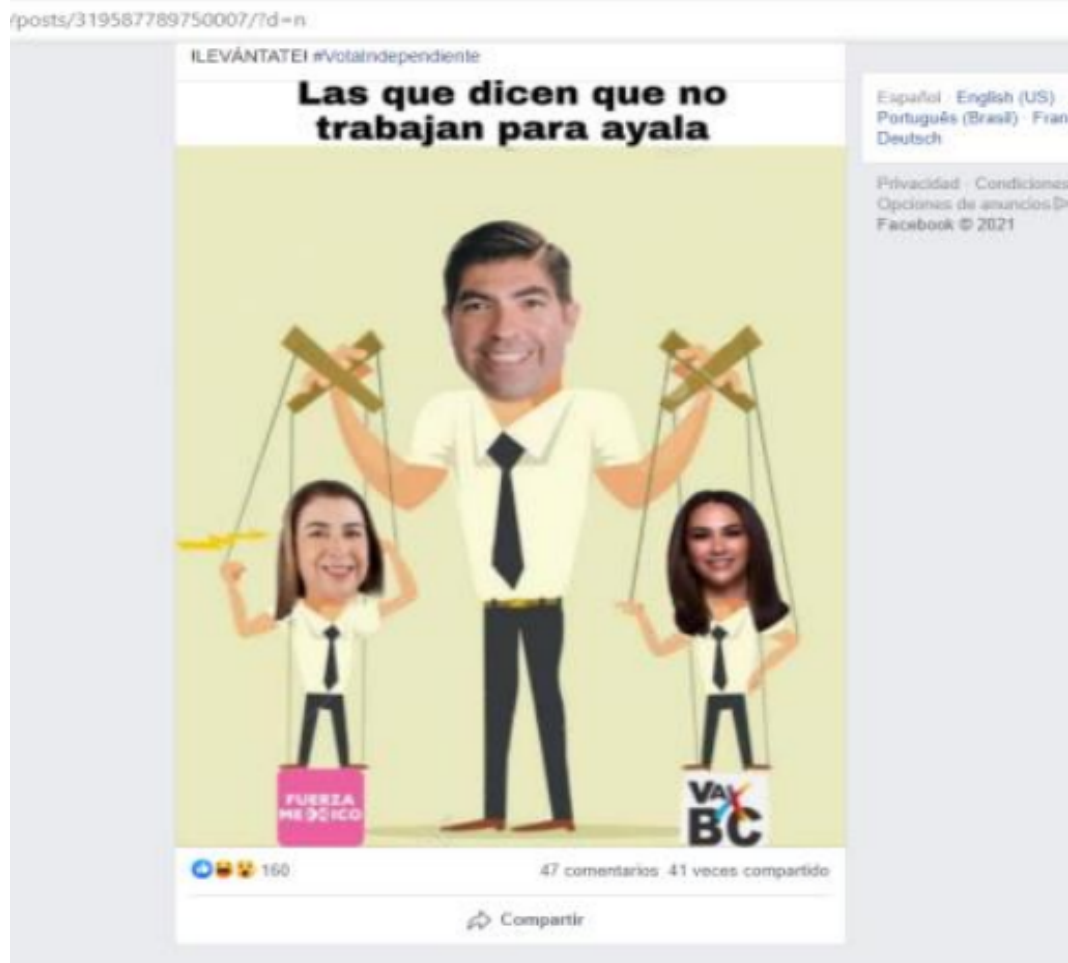 /posts/319587789750007/?d=n
¡LEVÁNTATE! #VotaIndependiente
Las que dicen que no
trabajan para ayala
Español · English (US)
Português (Brasil) · Fran
Deutsch
Privacidad · Condiciones
Opciones de anuncios
Facebook © 2021
FUERZA
MEXICO
VA X
BC
160
47 comentarios 41 veces compartido
Compartir